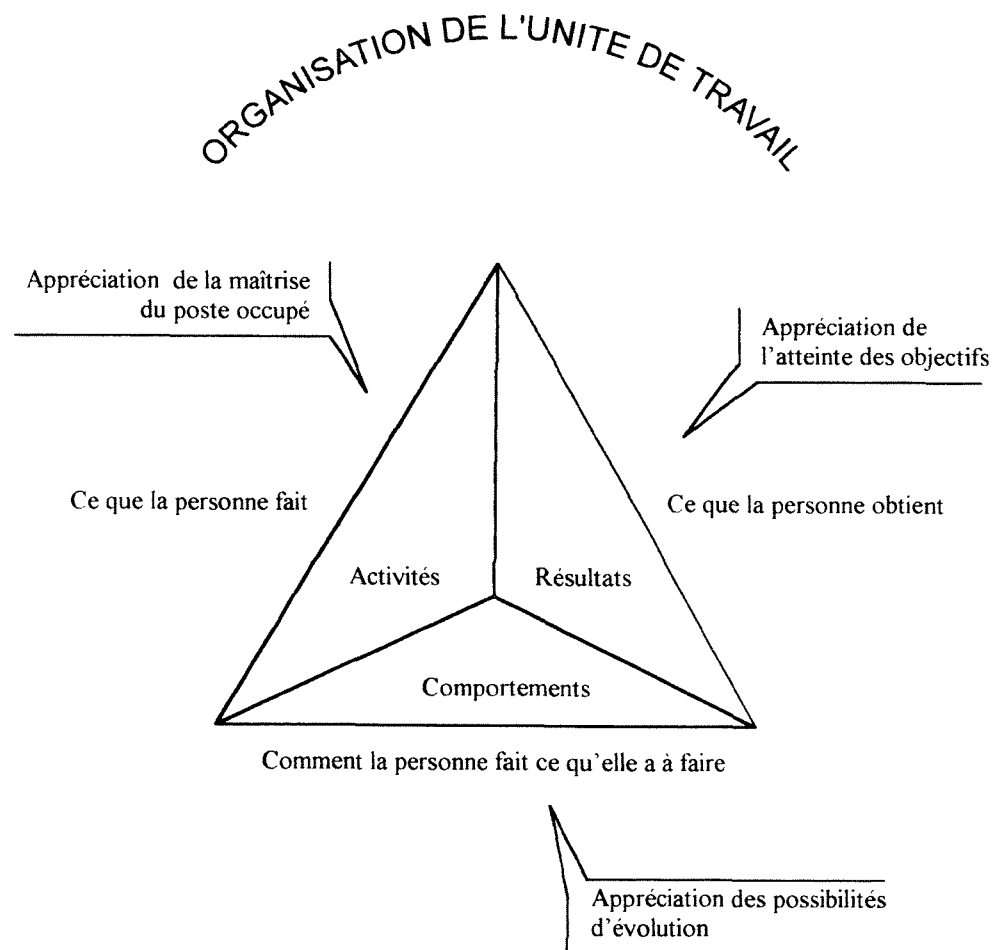 ORGANISATION DE L'UNITE DE TRAVAIL
Appréciation de la maîtrise
du poste occupé
Appréciation de
l'atteinte des objectifs
Ce que la personne fait
Ce que la personne obtient
Activités
Résultats
Comportements
Comment la personne fait ce qu'elle a à faire
Appréciation des possibilités
d'évolution